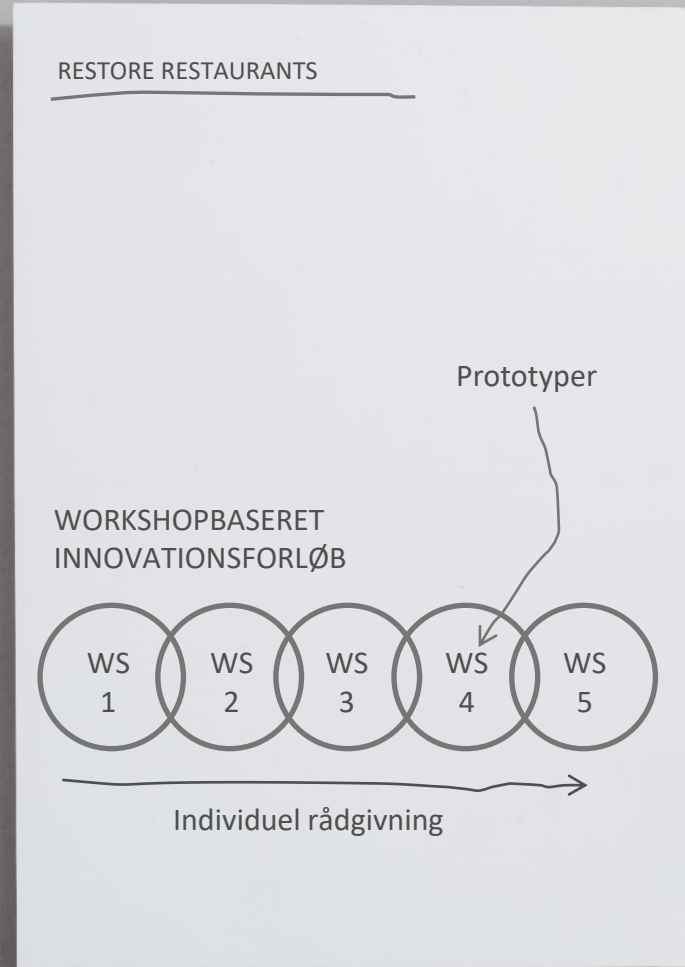 RESTORE RESTAURANTS
Prototyper
WORKSHOPBASERET
INNOVATIONSFORLØB
WS
1
WS
2
WS
3
WS
4
WS
5
Individuel rådgivning